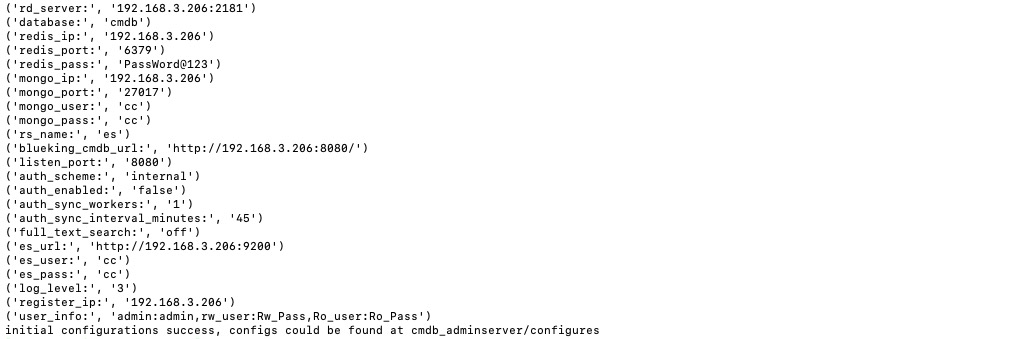 ('rd_server:', '192.168.3.206:2181')
('database:', 'cmdb')
('redis_ip:', '192.168.3.206')
('redis_port:', '6379')
('redis_pass:', 'PassWord@123')
('mongo_ip:', '192.168.3.206')
('mongo_port:', '27017')
('mongo_user:', 'cc')
('mongo_pass:', 'cc')
('rs_name:', 'es')
('blueking_cmdb_url:', 'http://192.168.3.206:8080/')
('listen_port:', '8080')
('auth_scheme:', 'internal')
('auth_enabled:', 'false')
('auth_sync_workers:', '1')
('auth_sync_interval_minutes:', '45')
('full_text_search:', 'off')
('es_url:', 'http://192.168.3.206:9200')
('es_user:', 'cc')
('es_pass:', 'cc')
('log_level:', '3')
('register_ip:', '192.168.3.206')
('user_info:', 'admin:admin,rw_user:Rw_Pass,Ro_user:Ro_Pass')
initial configurations success, configs could be found at cmdb_adminserver/configures